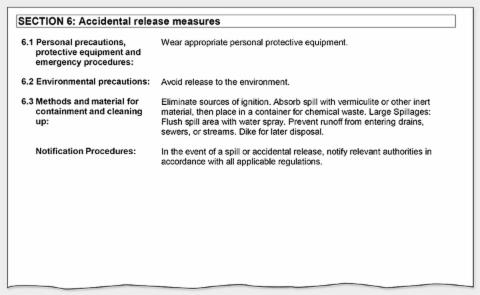 SECTION 6: Accidental release measures
6.1 Personal precautions, protective equipment and emergency procedures:
Wear appropriate personal protective equipment.
6.2 Environmental precautions:
Avoid release to the environment.
6.3 Methods and material for containment and cleaning up:
Eliminate sources of ignition. Absorb spill with vermiculite or other inert
material, then place in a container for chemical waste. Large Spillages:
Flush spill area with water spray. Prevent runoff from entering drains,
sewers, or streams. Dike for later disposal.
Notification Procedures:
In the event of a spill or accidental release, notify relevant authorities in
accordance with all applicable regulations.